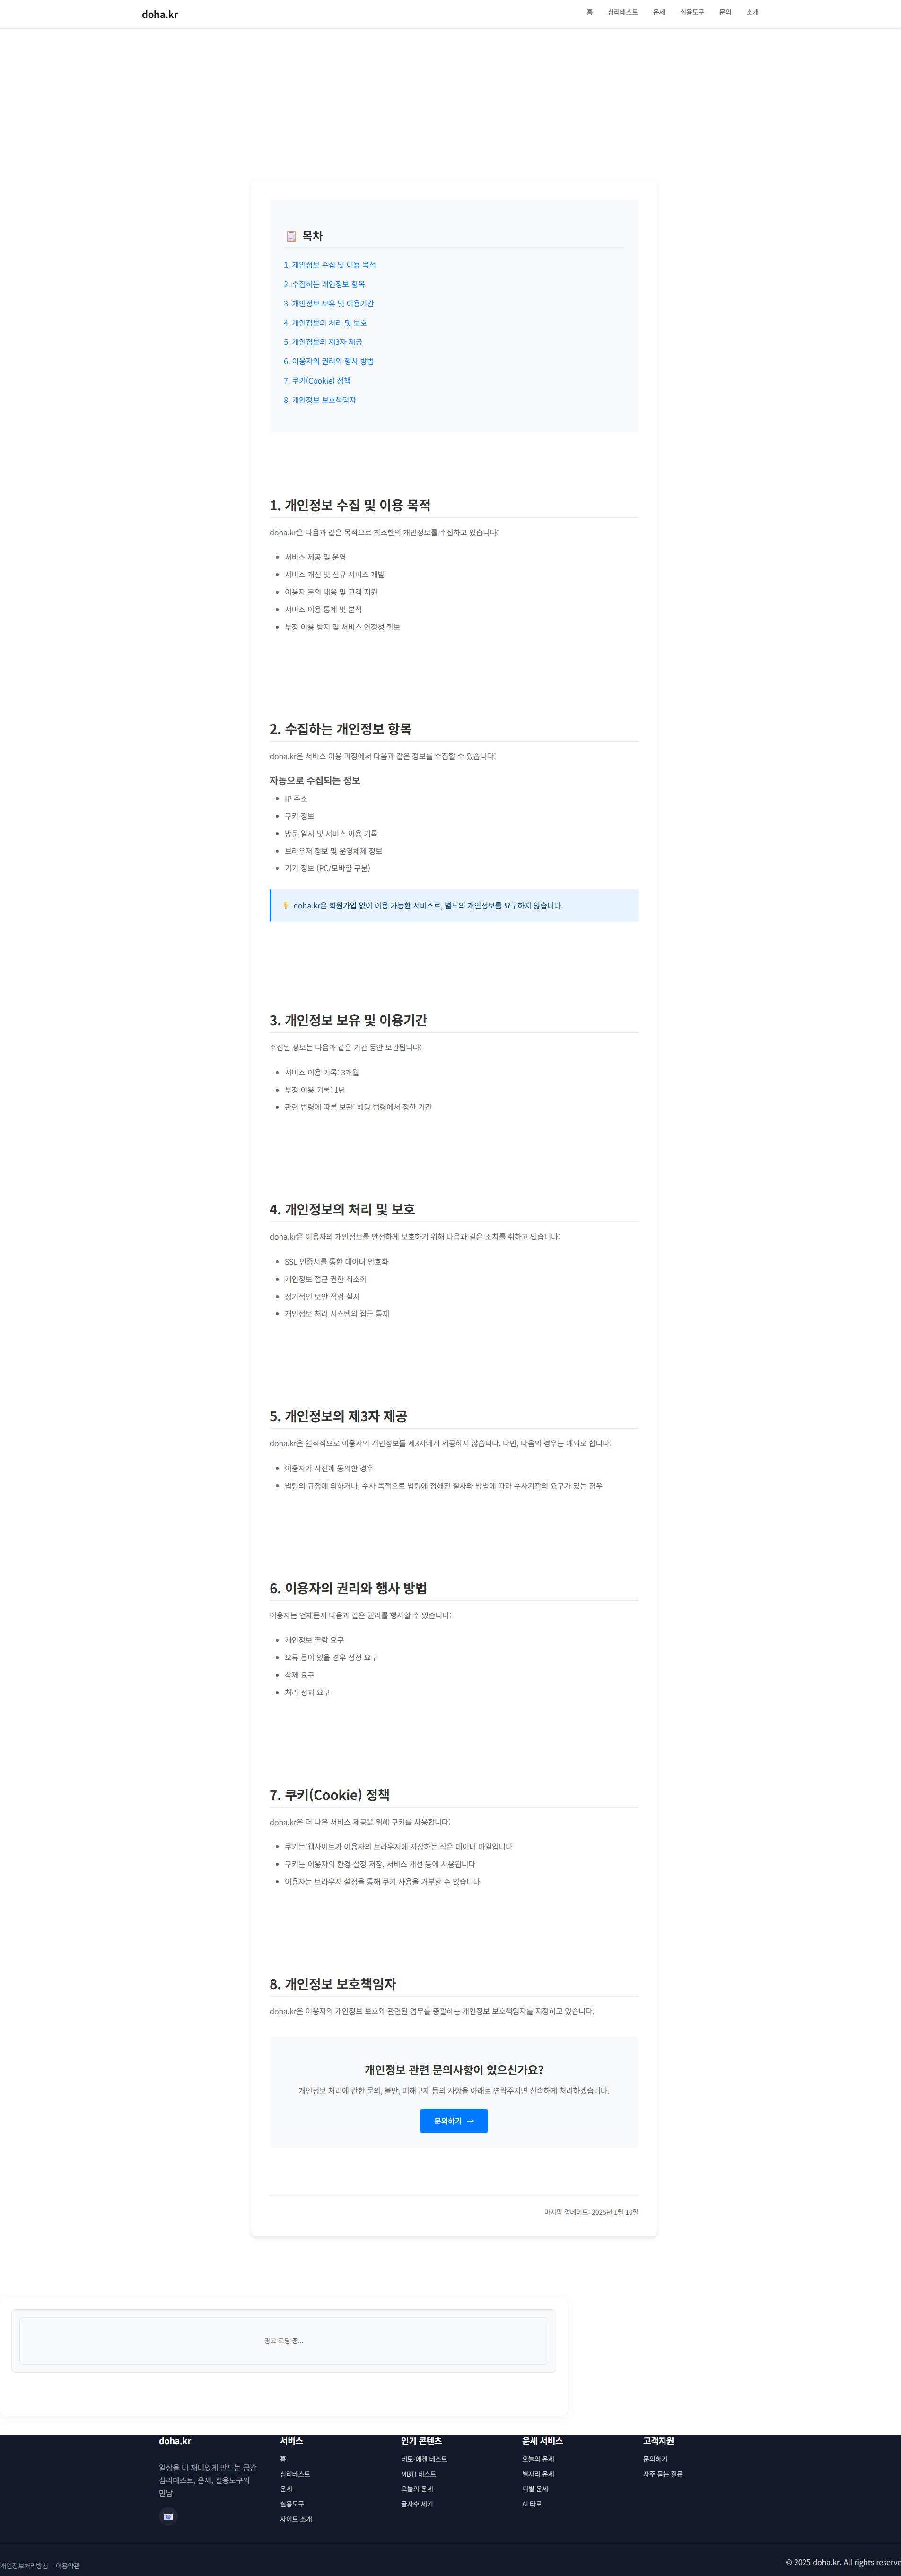 doha.kr
홈 심리테스트 운세 실용도구 문의 소개
📋 목차
1. 개인정보 수집 및 이용 목적
2. 수집하는 개인정보 항목
3. 개인정보 보유 및 이용기간
4. 개인정보의 처리 및 보호
5. 개인정보의 제3자 제공
6. 이용자의 권리와 행사 방법
7. 쿠키(Cookie) 정책
8. 개인정보 보호책임자
1. 개인정보 수집 및 이용 목적
doha.kr은 다음과 같은 목적으로 최소한의 개인정보를 수집하고 있습니다:
• 서비스 제공 및 운영
• 서비스 개선 및 신규 서비스 개발
• 이용자 문의 대응 및 고객 지원
• 서비스 이용 통계 및 분석
• 부정 이용 방지 및 서비스 안정성 확보
2. 수집하는 개인정보 항목
doha.kr은 서비스 이용 과정에서 다음과 같은 정보를 수집할 수 있습니다:
자동으로 수집되는 정보
• IP 주소
• 쿠키 정보
• 방문 일시 및 서비스 이용 기록
• 브라우저 정보 및 운영체제 정보
• 기기 정보 (PC/모바일 구분)
💡 doha.kr은 회원가입 없이 이용 가능한 서비스로, 별도의 개인정보를 요구하지 않습니다.
3. 개인정보 보유 및 이용기간
수집된 정보는 다음과 같은 기간 동안 보관됩니다:
• 서비스 이용 기록: 3개월
• 부정 이용 기록: 1년
• 관련 법령에 따른 보관: 해당 법령에서 정한 기간
4. 개인정보의 처리 및 보호
doha.kr은 이용자의 개인정보를 안전하게 보호하기 위해 다음과 같은 조치를 취하고 있습니다:
• SSL 인증서를 통한 데이터 암호화
• 개인정보 접근 권한 최소화
• 정기적인 보안 점검 실시
• 개인정보 처리 시스템의 접근 통제
5. 개인정보의 제3자 제공
doha.kr은 원칙적으로 이용자의 개인정보를 제3자에게 제공하지 않습니다. 다만, 다음의 경우는 예외로 합니다:
• 이용자가 사전에 동의한 경우
• 법령의 규정에 의하거나, 수사 목적으로 법령에 정해진 절차와 방법에 따라 수사기관의 요구가 있는 경우
6. 이용자의 권리와 행사 방법
이용자는 언제든지 다음과 같은 권리를 행사할 수 있습니다:
• 개인정보 열람 요구
• 오류 등이 있을 경우 정정 요구
• 삭제 요구
• 처리 정지 요구
7. 쿠키(Cookie) 정책
doha.kr은 더 나은 서비스 제공을 위해 쿠키를 사용합니다:
• 쿠키는 웹사이트가 이용자의 브라우저에 저장하는 작은 데이터 파일입니다
• 쿠키는 이용자의 환경 설정 저장, 서비스 개선 등에 사용됩니다
• 이용자는 브라우저 설정을 통해 쿠키 사용을 거부할 수 있습니다
8. 개인정보 보호책임자
doha.kr은 이용자의 개인정보 보호와 관련된 업무를 총괄하는 개인정보 보호책임자를 지정하고 있습니다.
개인정보 관련 문의사항이 있으신가요?
개인정보 처리에 관한 문의, 불만, 피해구제 등의 사항을 아래로 연락주시면 신속하게 처리하겠습니다.
문의하기 →
마지막 업데이트: 2025년 1월 10일
광고 로딩 중...
doha.kr
일상을 더 재미있게 만드는 공간
심리테스트, 운세, 실용도구의
만남
서비스
홈
심리테스트
운세
실용도구
사이트 소개
인기 콘텐츠
테토-에겐 테스트
MBTI 테스트
오늘의 운세
글자수 세기
운세 서비스
오늘의 운세
별자리 운세
띠별 운세
AI 타로
고객지원
문의하기
자주 묻는 질문
개인정보처리방침 이용약관
© 2025 doha.kr. All rights reserve